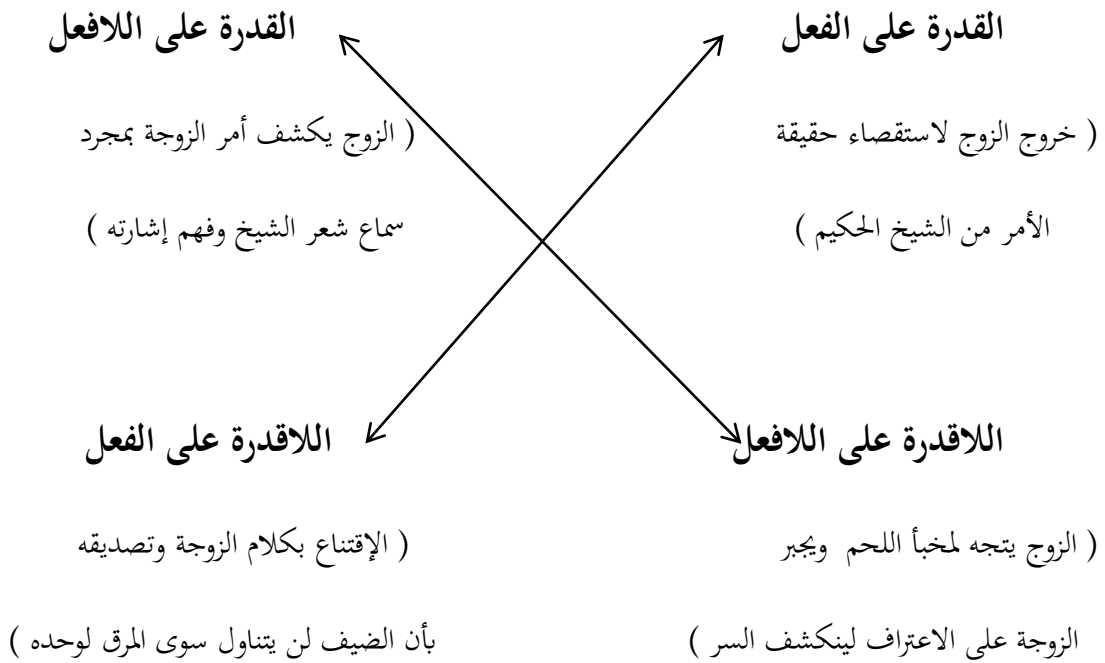 القدرة على الفعل
القدرة على اللافعل
( خروج الزوج لاستقصاء حقيقة
الأمر من الشيخ الحكيم )
( الزوج يكشف أمر الزوجة بمجرد
سماع شعر الشيخ وفهم إشارته )
اللاقدرة على اللافعل
اللاقدرة على الفعل
( الزوج يتجه لمخبأ اللحم ويجبر
الزوجة على الاعتراف لينكشف السر )
( الإقتناع بكلام الزوجة وتصديقه
بأن الضيف لن يتناول سوى المرق لوحده )